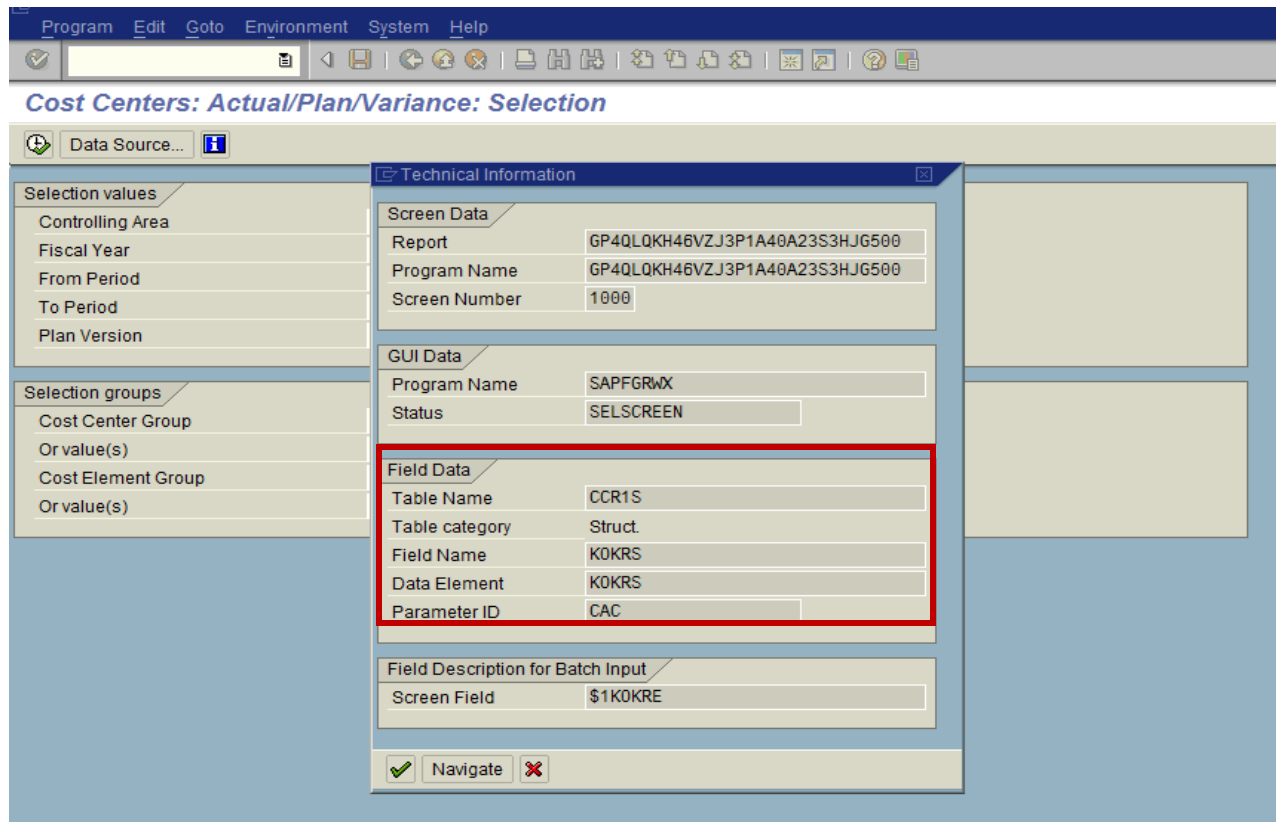 Program Edit Goto Environment System Help
Cost Centers: Actual/Plan/Variance: Selection
Data Source...
Selection values
Controlling Area
Fiscal Year
From Period
To Period
Plan Version
Selection groups
Cost Center Group
Or value(s)
Cost Element Group
Or value(s)
Technical Information
Screen Data
Report GP4QLQKH46VZJ3P1A40A23S3HJG500
Program Name GP4QLQKH46VZJ3P1A40A23S3HJG500
Screen Number 1000
GUI Data
Program Name SAPFGRWX
Status SELSCREEN
Field Data
Table Name CCR1S
Table category Struct.
Field Name KOKRS
Data Element KOKRS
Parameter ID CAC
Field Description for Batch Input
Screen Field $1KOKRE
Navigate